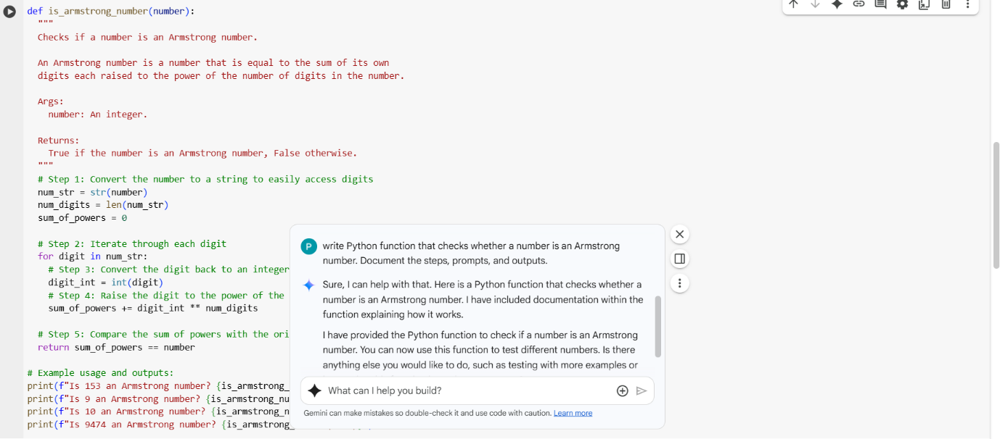 def is_armstrong_number(number):
"""
Checks if a number is an Armstrong number.
An Armstrong number is a number that is equal to the sum of its own
digits each raised to the power of the number of digits in the number.
Args:
number: An integer.
Returns:
True if the number is an Armstrong number, False otherwise.
"""
# Step 1: Convert the number to a string to easily access digits
num_str = str(number)
num_digits = len(num_str)
sum_of_powers = 0
# Step 2: Iterate through each digit
for digit in num_str:
# Step 3: Convert the digit back to an integer
digit_int = int(digit)
# Step 4: Raise the digit to the power of the
sum_of_powers += digit_int ** num_digits
# Step 5: Compare the sum of powers with the ori
return sum_of_powers == number
# Example usage and outputs:
print(f"Is 153 an Armstrong number? {is_armstrong_
print(f"Is 9 an Armstrong number? {is_armstrong_nu
print(f"Is 10 an Armstrong number? {is_armstrong_n
print(f"Is 9474 an Armstrong number? {is_armstrong_
P
write Python function that checks whether a number is an Armstrong
number. Document the steps, prompts, and outputs.
Sure, I can help with that. Here is a Python function that checks whether a
number is an Armstrong number. I have included documentation within the
function explaining how it works.
I have provided the Python function to check if a number is an Armstrong
number. You can now use this function to test different numbers. Is there
anything else you would like to do, such as testing with more examples or
What can I help you build?
Gemini can make mistakes so double-check it and use code with caution. Learn more